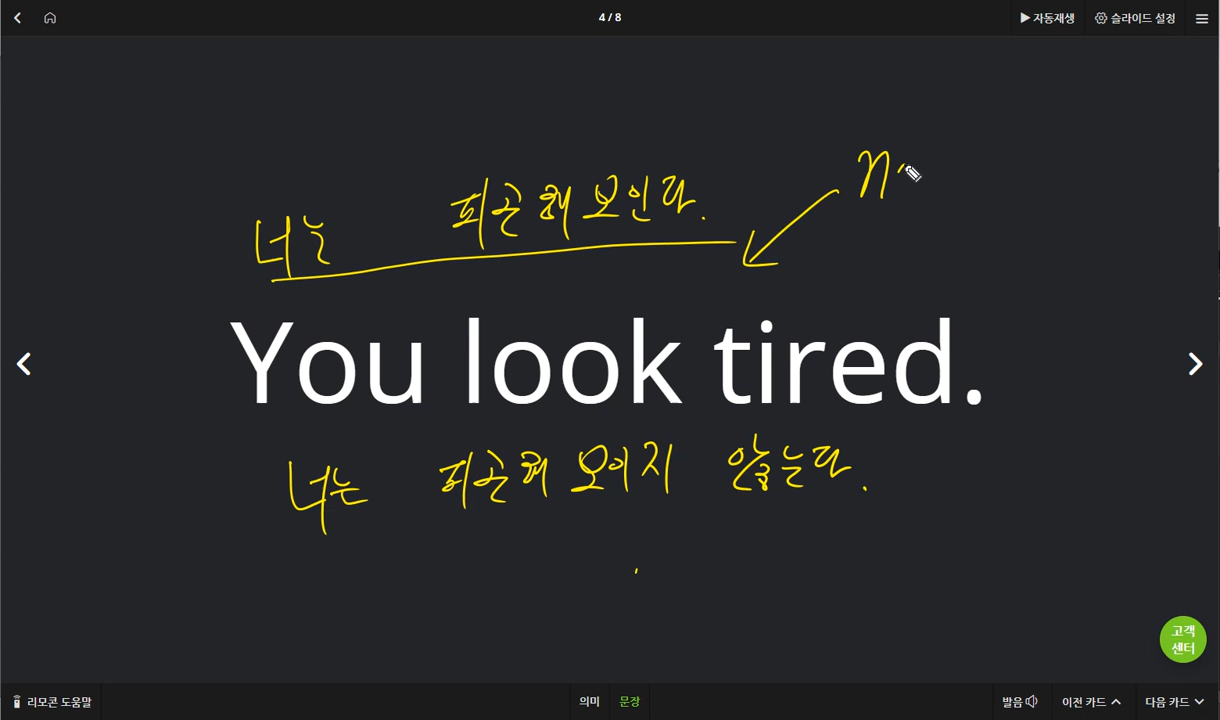 4 / 8
자동재생
슬라이드 설정
너는 피곤해 보인다.
You look tired.
너는 피곤해 보이지 않는다.
고객
센터
리모콘 도움말
의미
문장
발음
이전 카드
다음 카드